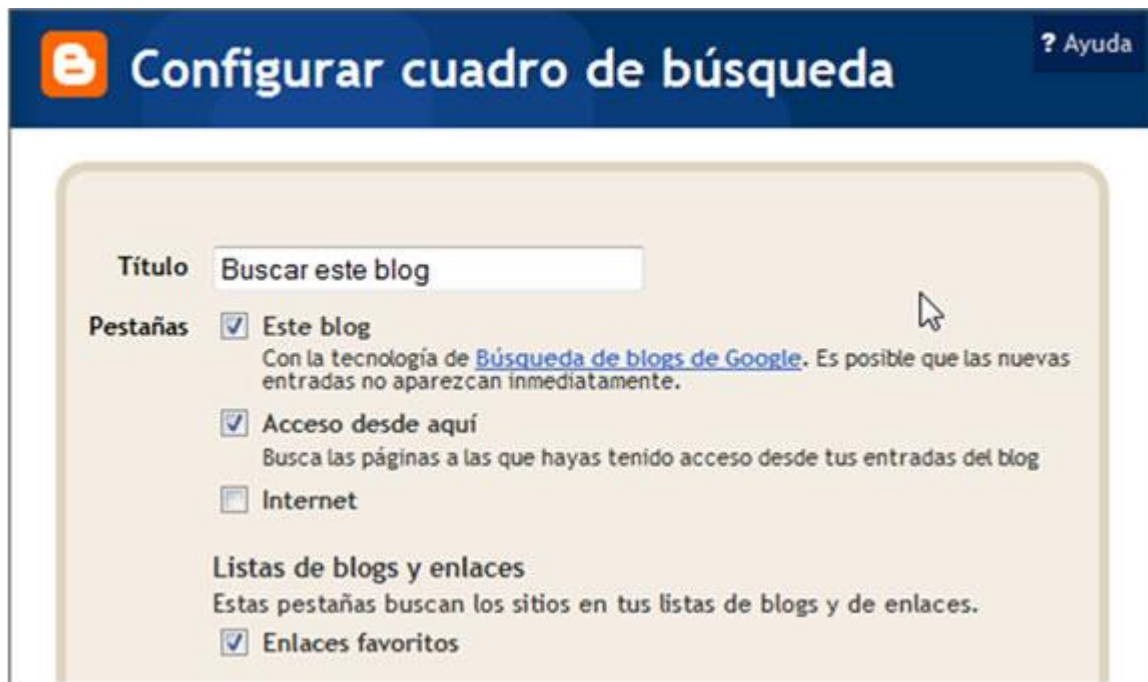 Configurar cuadro de búsqueda
? Ayuda
Título
Buscar este blog
Pestañas
Este blog
Con la tecnología de Búsqueda de blogs de Google. Es posible que las nuevas
entradas no aparezcan inmediatamente.
Acceso desde aquí
Busca las páginas a las que hayas tenido acceso desde tus entradas del blog
Internet
Listas de blogs y enlaces
Estas pestañas buscan los sitios en tus listas de blogs y de enlaces.
Enlaces favoritos